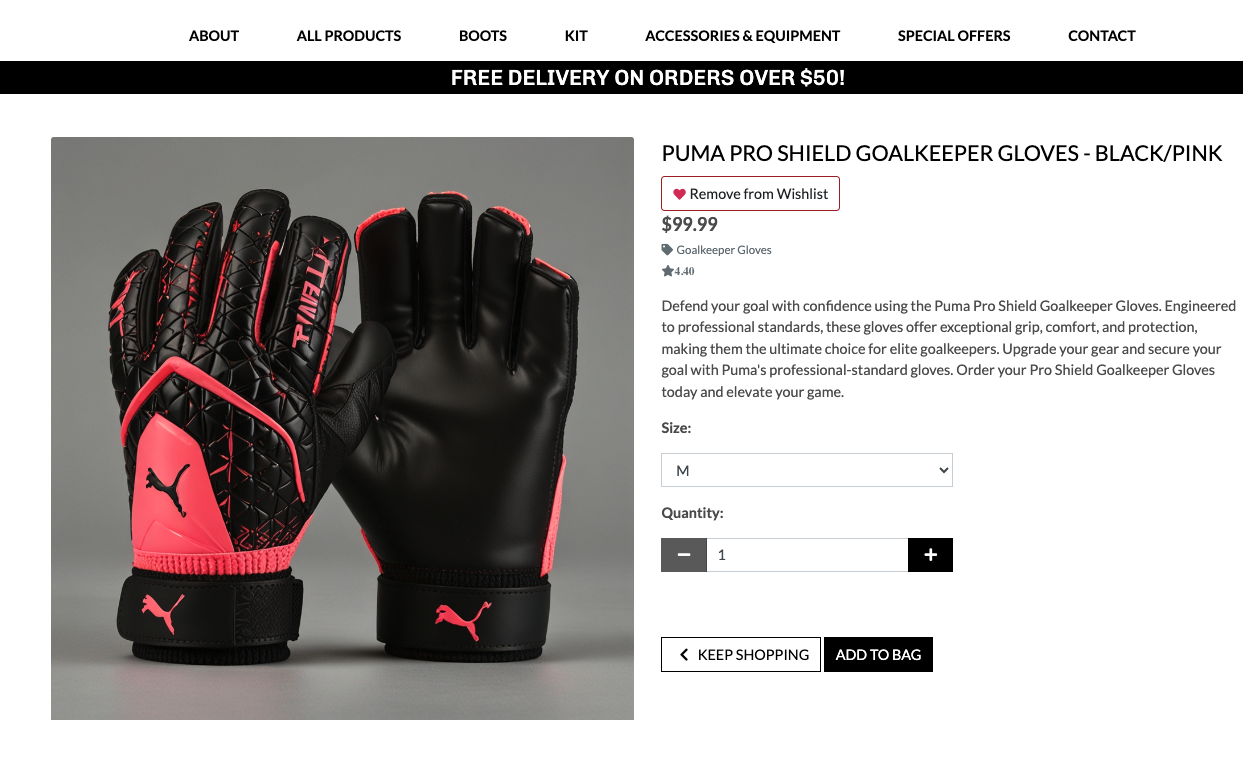 ABOUT
ALL PRODUCTS
BOOTS
KIT
ACCESSORIES & EQUIPMENT
SPECIAL OFFERS
CONTACT
FREE DELIVERY ON ORDERS OVER $50!
PUMA PRO SHIELD GOALKEEPER GLOVES - BLACK/PINK
Remove from Wishlist
$99.99
Goalkeeper Gloves
4.40
Defend your goal with confidence using the Puma Pro Shield Goalkeeper Gloves. Engineered
to professional standards, these gloves offer exceptional grip, comfort, and protection,
making them the ultimate choice for elite goalkeepers. Upgrade your gear and secure your
goal with Puma's professional-standard gloves. Order your Pro Shield Goalkeeper Gloves
today and elevate your game.
Size:
M
Quantity:
1
KEEP SHOPPING
ADD TO BAG